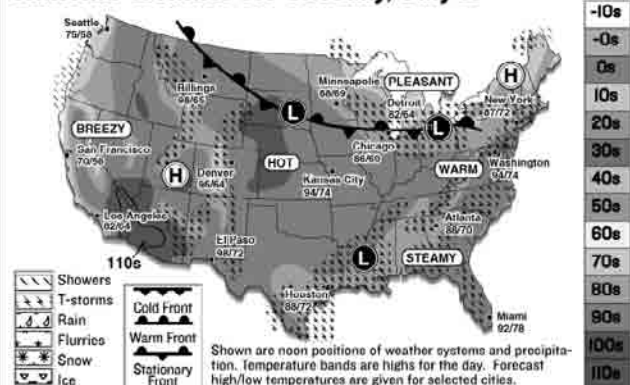 Seattle
75/58
Billings
98/65
Minneapolis
88/69
PLEASANT
Detroit
82/64
H
New York
87/72
BREEZY
San Francisco
70/56
H
Denver
96/64
HOT
L
L
Chicago
86/69
Kansas City
94/74
WARM
Washington
94/74
Los Angeles
82/64
110s
El Paso
98/72
Atlanta
88/70
L
STEAMY
Houston
88/72
Miami
92/78
Showers
T-storms
Rain
Flurries
Snow
Ice
Cold Front
Warm Front
Stationary
Front
Shown are noon positions of weather systems and precipita-
tion. Temperature bands are highs for the day. Forecast
high/low temperatures are given for selected cities.
-10s
-0s
0s
10s
20s
30s
40s
50s
60s
70s
80s
90s
100s
110s